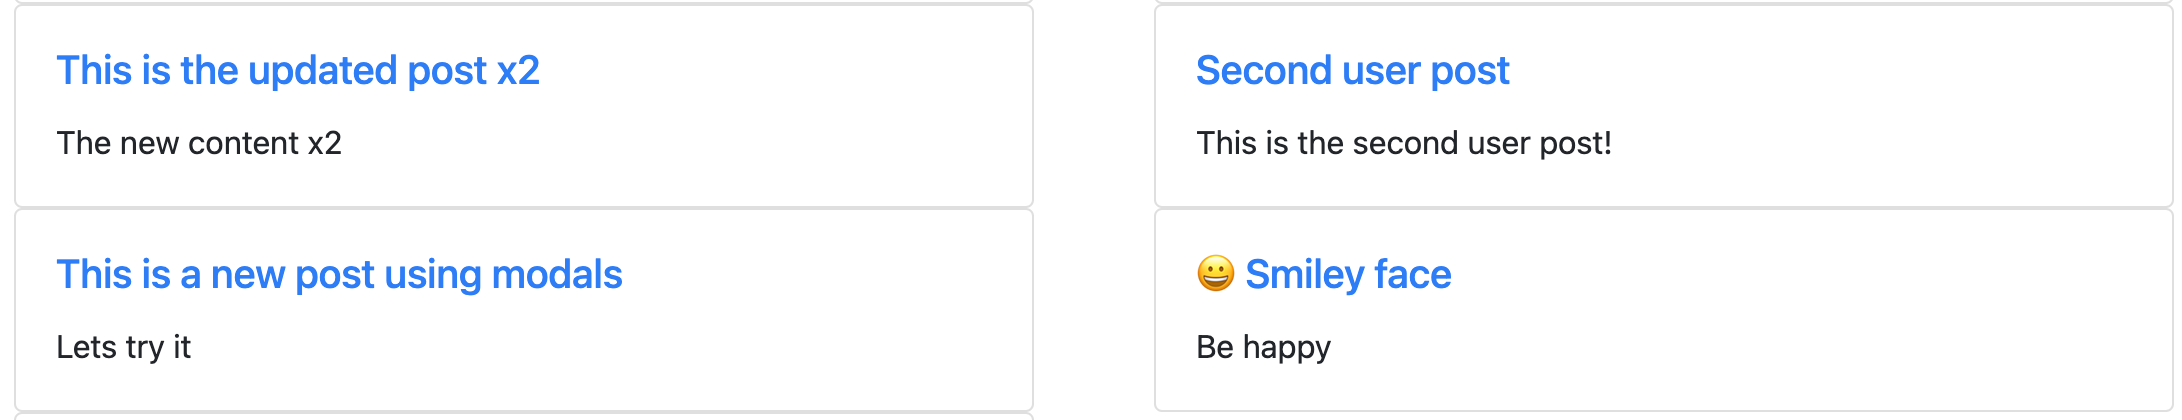 This is the updated post x2
The new content x2
Second user post
This is the second user post!
This is a new post using modals
Lets try it
😀 Smiley face
Be happy